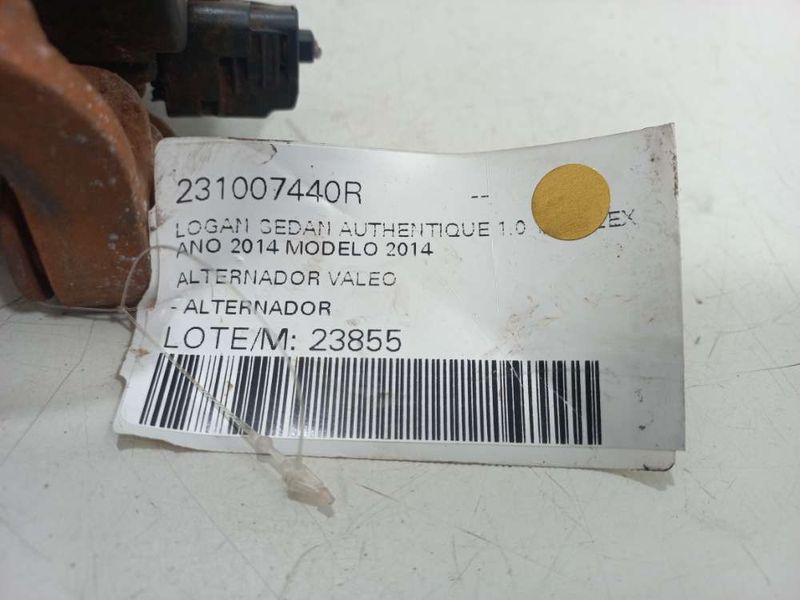 231007440R --
LOGAN SEDAN AUTHENTIQUE 1.0
ANO 2014 MODELO 2014
ALTERNADOR VALEO
- ALTERNADOR
LOTE/M: 23855